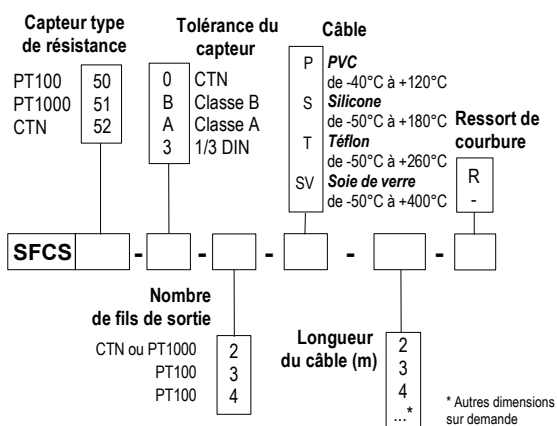 Capteur type
de résistance
PT100 50
PT1000 51
CTN 52
Tolérance du
capteur
0 CTN
B Classe B
A Classe A
3 1/3 DIN
Câble
P PVC
de -40°C à +120°C
S Silicone
de -50°C à +180°C
T Téflon
de -50°C à +260°C
SV Soie de verre
de -50°C à +400°C
Ressort de
courbure
R
-
SFCS - - - - -
Nombre
de fils de sortie
CTN ou PT1000 2
PT100 3
PT100 4
Longueur
du câble (m)
2
3
4
...*
* Autres dimensions
sur demande